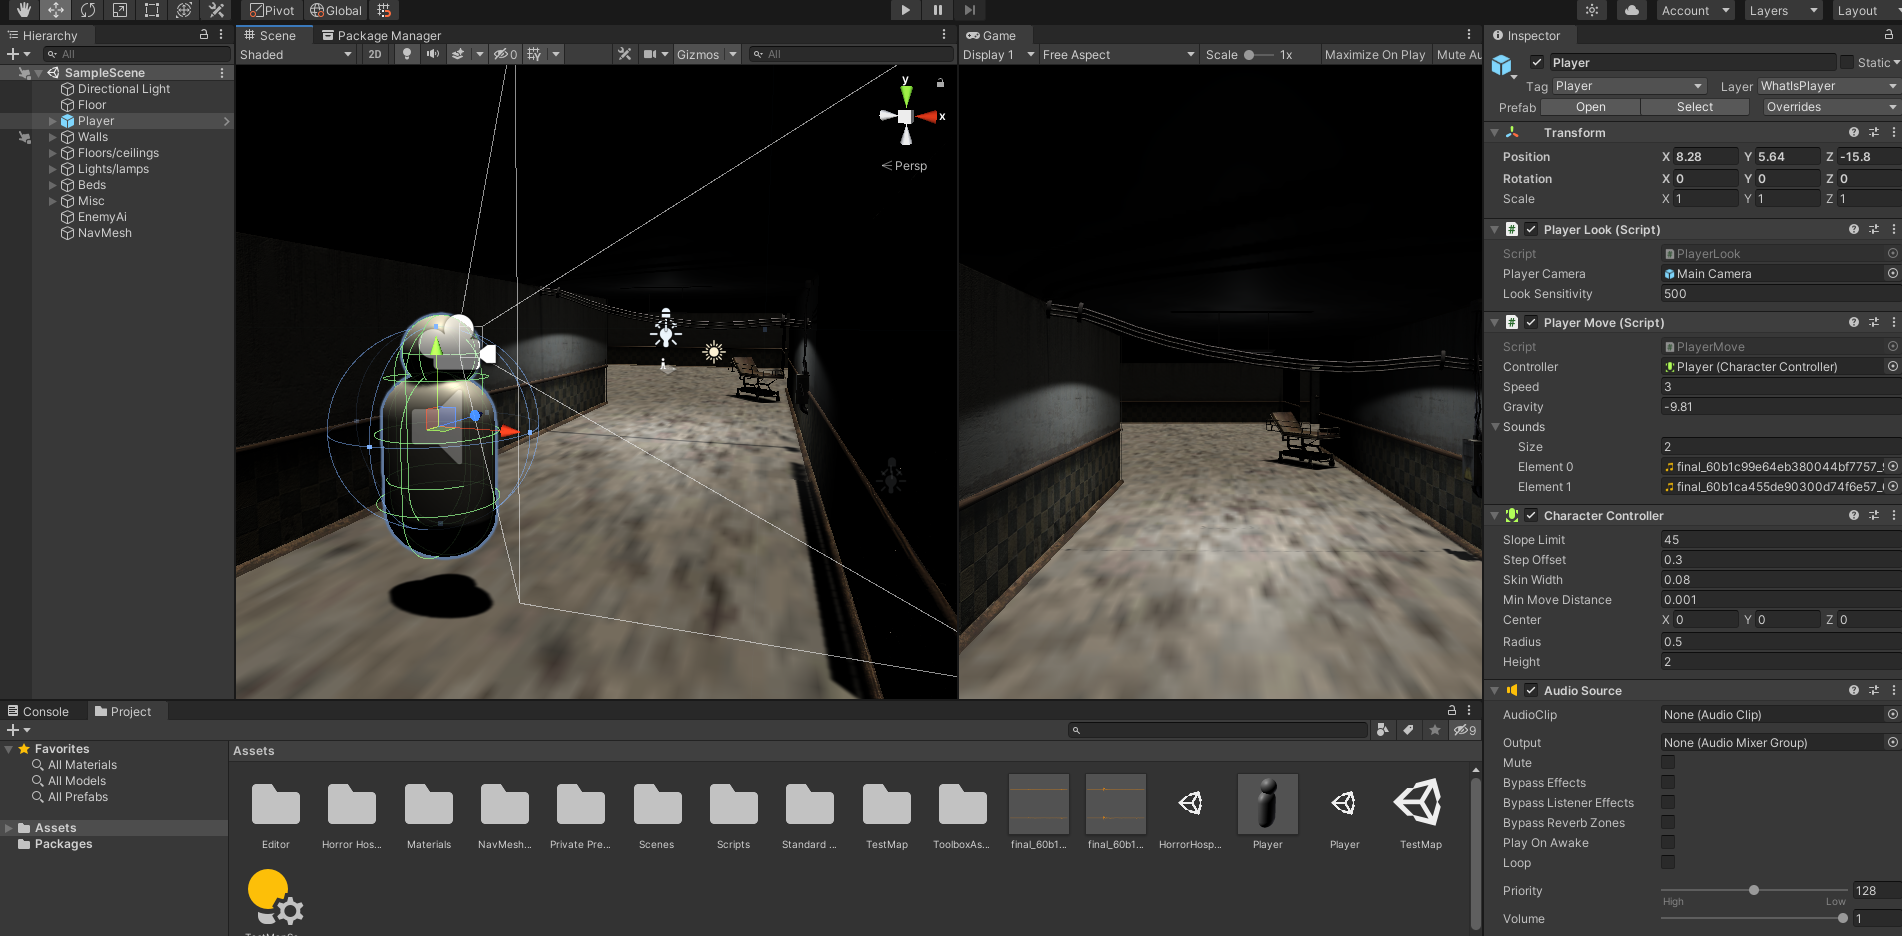 Pivot Global Account Layers Layout
Hierarchy
All
SampleScene
Directional Light
Floor
Player
Walls
Floors/ceilings
Lights/lamps
Beds
Misc
EnemyAi
NavMesh
Scene Package Manager
Shaded 2D 0 Gizmos All
y
x
Persp
Game
Display 1 Free Aspect Scale 1x Maximize On Play Mute Au
Inspector
Player Static
Tag Player Layer WhatIsPlayer
Prefab Open Select Overrides
Transform
Position X 8.28 Y 5.64 Z -15.8
Rotation X 0 Y 0 Z 0
Scale X 1 Y 1 Z 1
# Player Look (Script)
Script PlayerLook
Player Camera Main Camera
Look Sensitivity 500
# Player Move (Script)
Script PlayerMove
Controller Player (Character Controller)
Speed 3
Gravity -9.81
Sounds
Size 2
Element 0 final_60b1c99e64eb380044bf7757_
Element 1 final_60b1ca455de90300d74f6e57_
Character Controller
Slope Limit 45
Step Offset 0.3
Skin Width 0.08
Min Move Distance 0.001
Center X 0 Y 0 Z 0
Radius 0.5
Height 2
Audio Source
AudioClip None (Audio Clip)
Output None (Audio Mixer Group)
Mute
Bypass Effects
Bypass Listener Effects
Bypass Reverb Zones
Play On Awake
Loop
Priority 128
High Low
Volume 1
Console Project
9
Favorites
All Materials
All Models
All Prefabs
Assets
Packages
Assets
Editor Horror Hos... Materials NavMesh... Private Pre... Scenes Scripts Standard ... TestMap ToolboxAs... final_60b1... final_60b1... HorrorHosp... Player Player TestMap